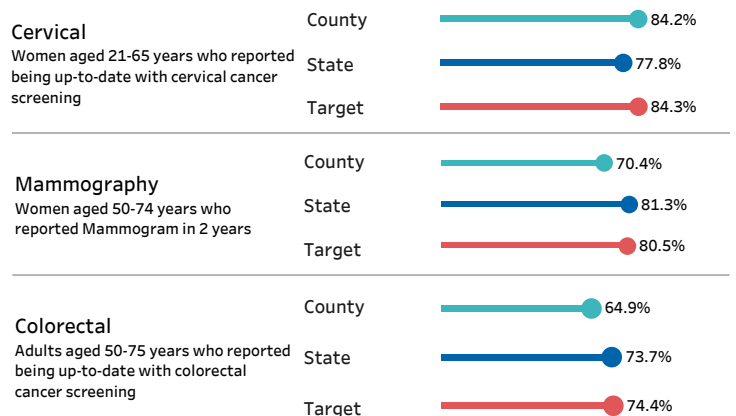 Cervical
Women aged 21-65 years who reported
being up-to-date with cervical cancer
screening
County
84.2%
State
77.8%
Target
84.3%
Mammography
Women aged 50-74 years who
reported Mammogram in 2 years
County
70.4%
State
81.3%
Target
80.5%
Colorectal
Adults aged 50-75 years who reported
being up-to-date with colorectal
cancer screening
County
64.9%
State
73.7%
Target
74.4%